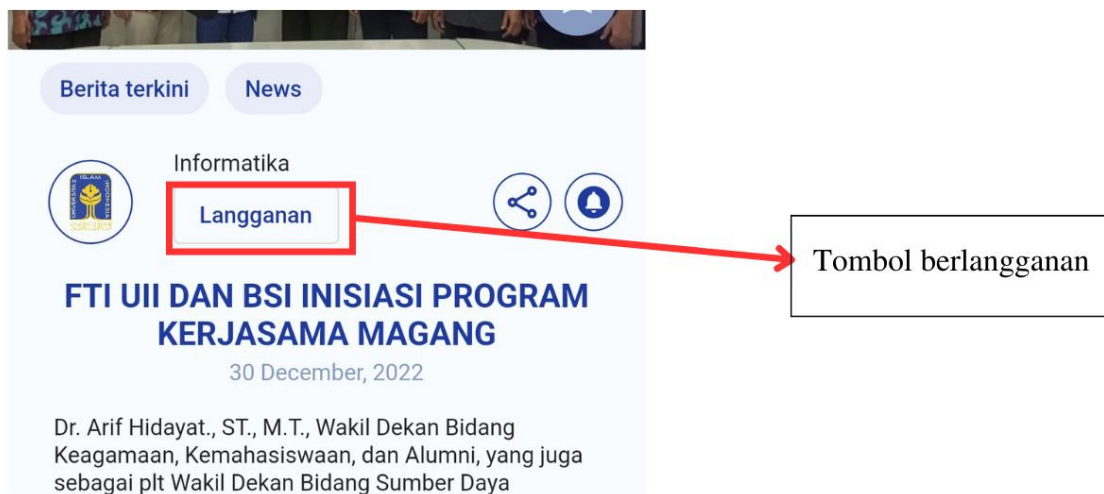 Berita terkini
News
Informatika
Langganan
Tombol berlangganan
FTI UII DAN BSI INISIASI PROGRAM
KERJASAMA MAGANG
30 December, 2022
Dr. Arif Hidayat., ST., M.T., Wakil Dekan Bidang
Keagamaan, Kemahasiswaan, dan Alumni, yang juga
sebagai plt Wakil Dekan Bidang Sumber Daya